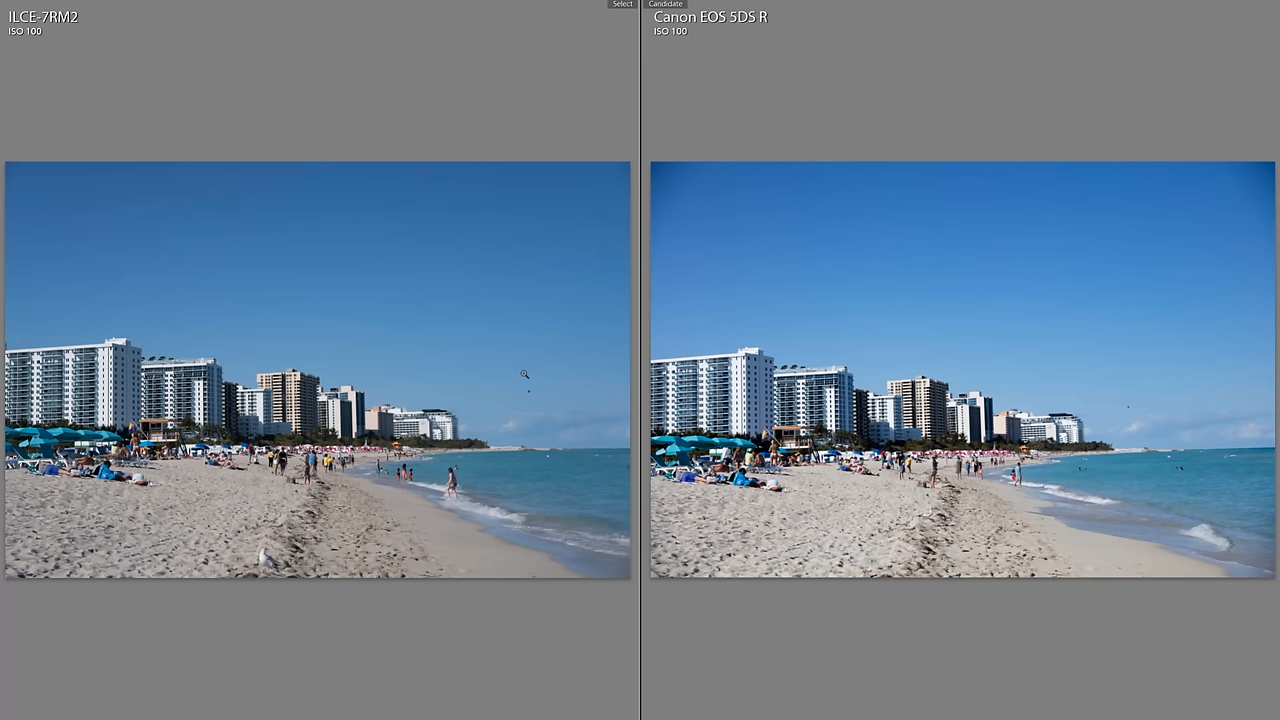 Select
Candidate
ILCE-7RM2
ISO 100
Canon EOS 5DS R
ISO 100